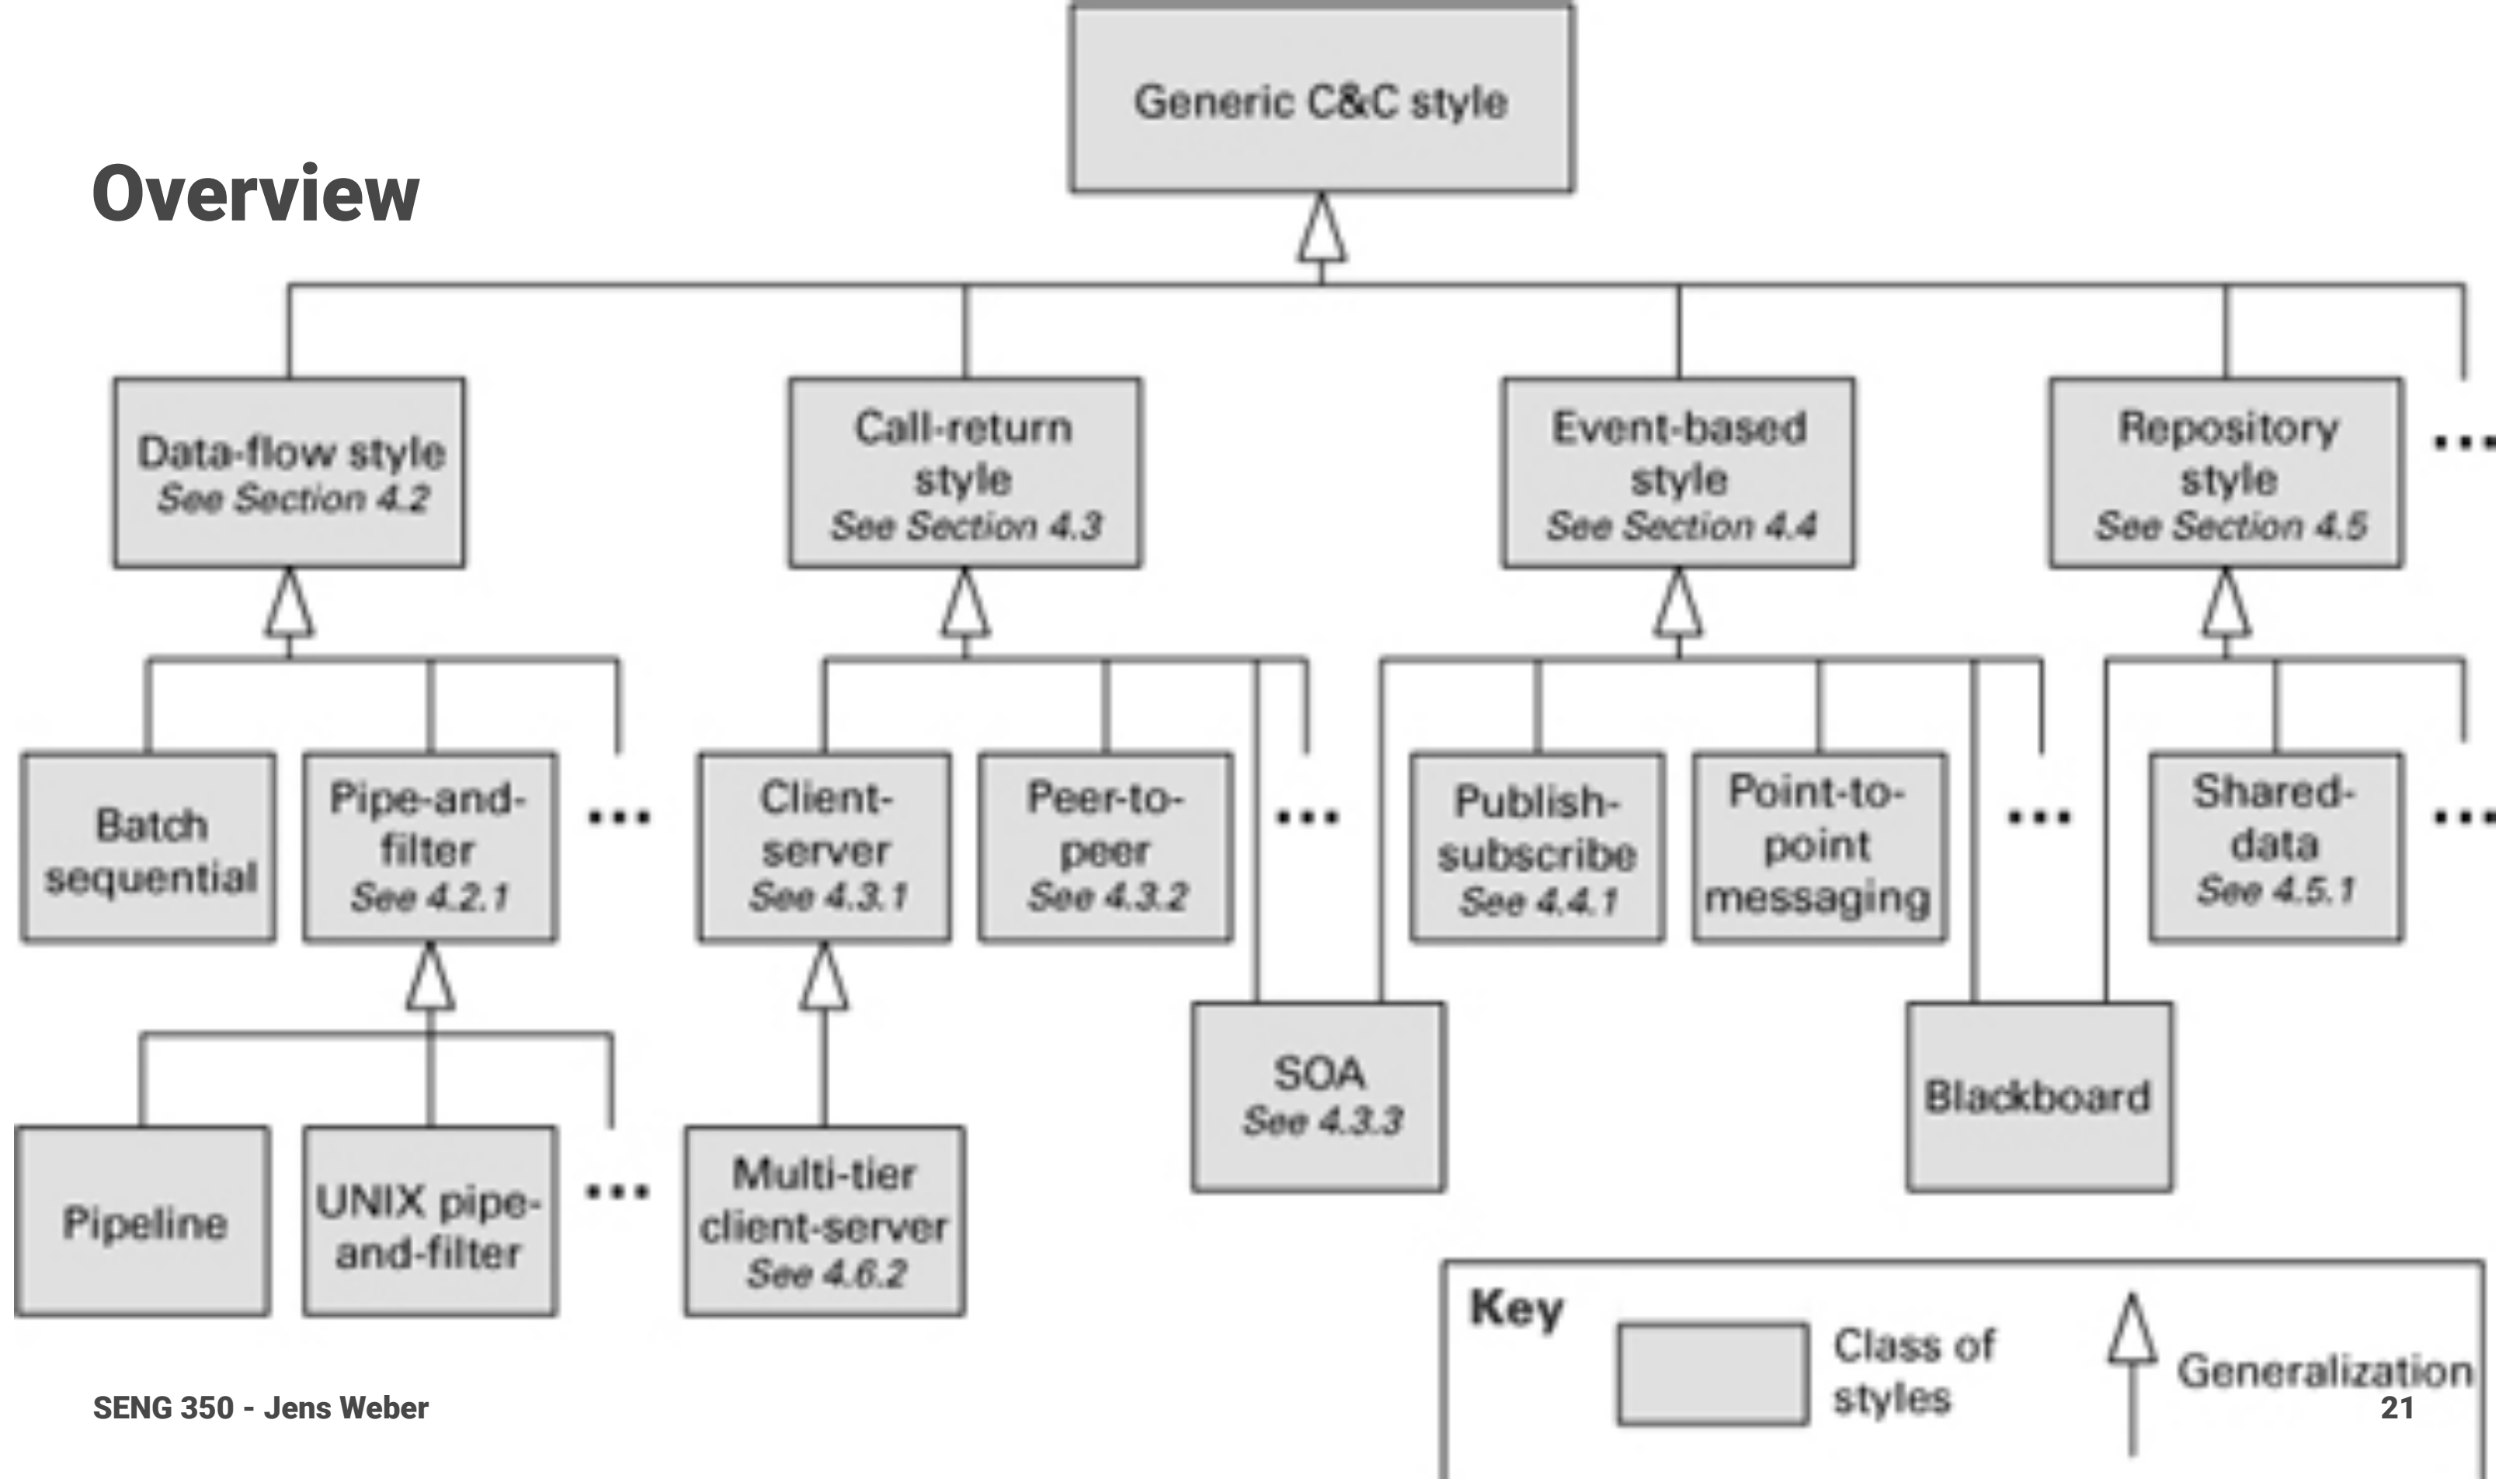 Generic C&C style
Overview
Data-flow style
See Section 4.2
Call-return
style
See Section 4.3
Event-based
style
See Section 4.4
Repository
style
See Section 4.5
...
Batch
sequential
Pipe-and-
filter
See 4.2.1
...
Client-
server
See 4.3.1
Peer-to-
peer
See 4.3.2
...
Publish-
subscribe
See 4.4.1
Point-to-
point
messaging
...
Shared-
data
See 4.5.1
...
SOA
See 4.3.3
Blackboard
Pipeline
UNIX pipe-
and-filter
...
Multi-tier
client-server
See 4.6.2
Key
Class of
styles
Generalization
SENG 350 - Jens Weber
21